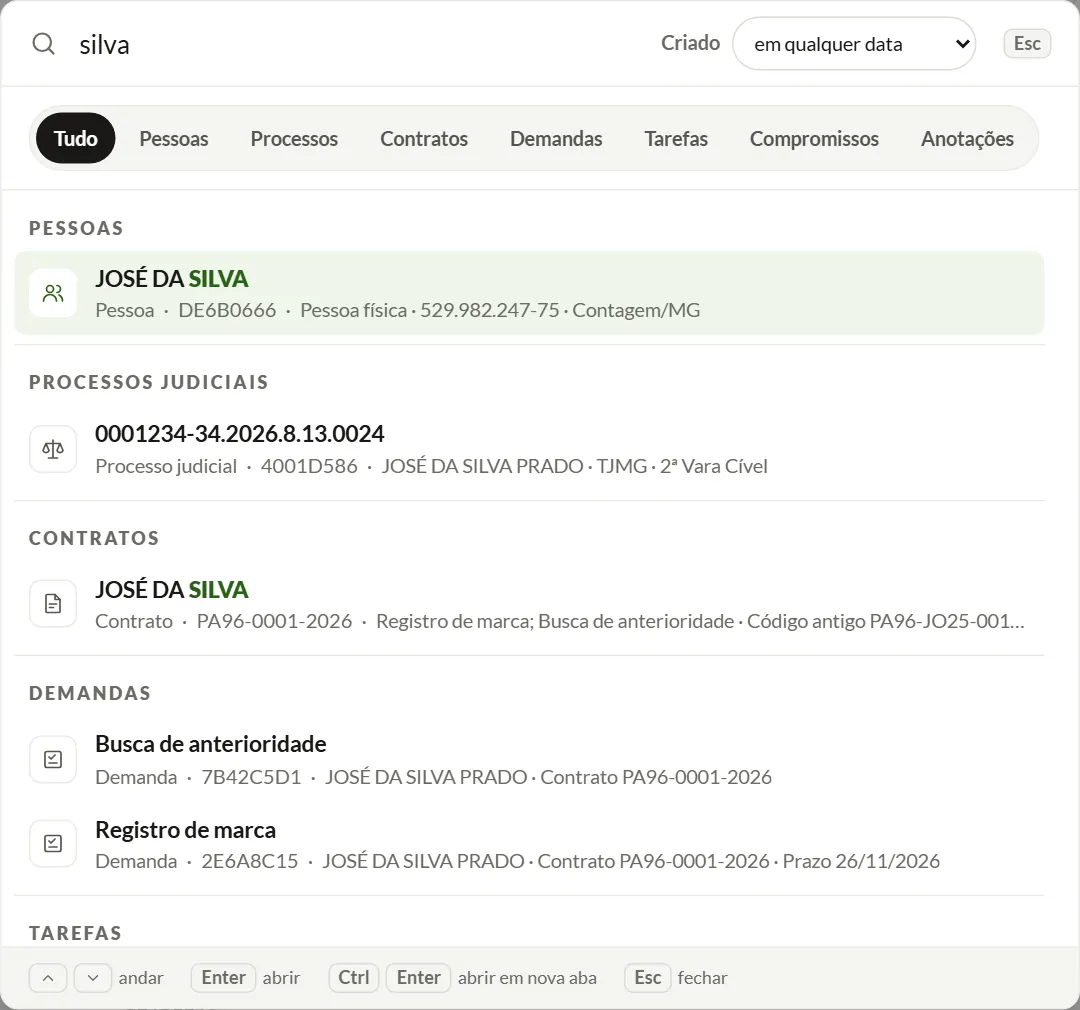 silva
Criado em qualquer data Esc
Tudo Pessoas Processos Contratos Demandas Tarefas Compromissos Anotações
PESSOAS
JOSÉ DA SILVA
Pessoa · DE6B0666 · Pessoa física · 529.982.247-75 · Contagem/MG
PROCESSOS JUDICIAIS
0001234-34.2026.8.13.0024
Processo judicial · 4001D586 · JOSÉ DA SILVA PRADO · TJMG · 2ª Vara Cível
CONTRATOS
JOSÉ DA SILVA
Contrato · PA96-0001-2026 · Registro de marca; Busca de anterioridade · Código antigo PA96-JO25-001…
DEMANDAS
Busca de anterioridade
Demanda · 7B42C5D1 · JOSÉ DA SILVA PRADO · Contrato PA96-0001-2026
Registro de marca
Demanda · 2E6A8C15 · JOSÉ DA SILVA PRADO · Contrato PA96-0001-2026 · Prazo 26/11/2026
TAREFAS
andar Enter abrir Ctrl Enter abrir em nova aba Esc fechar